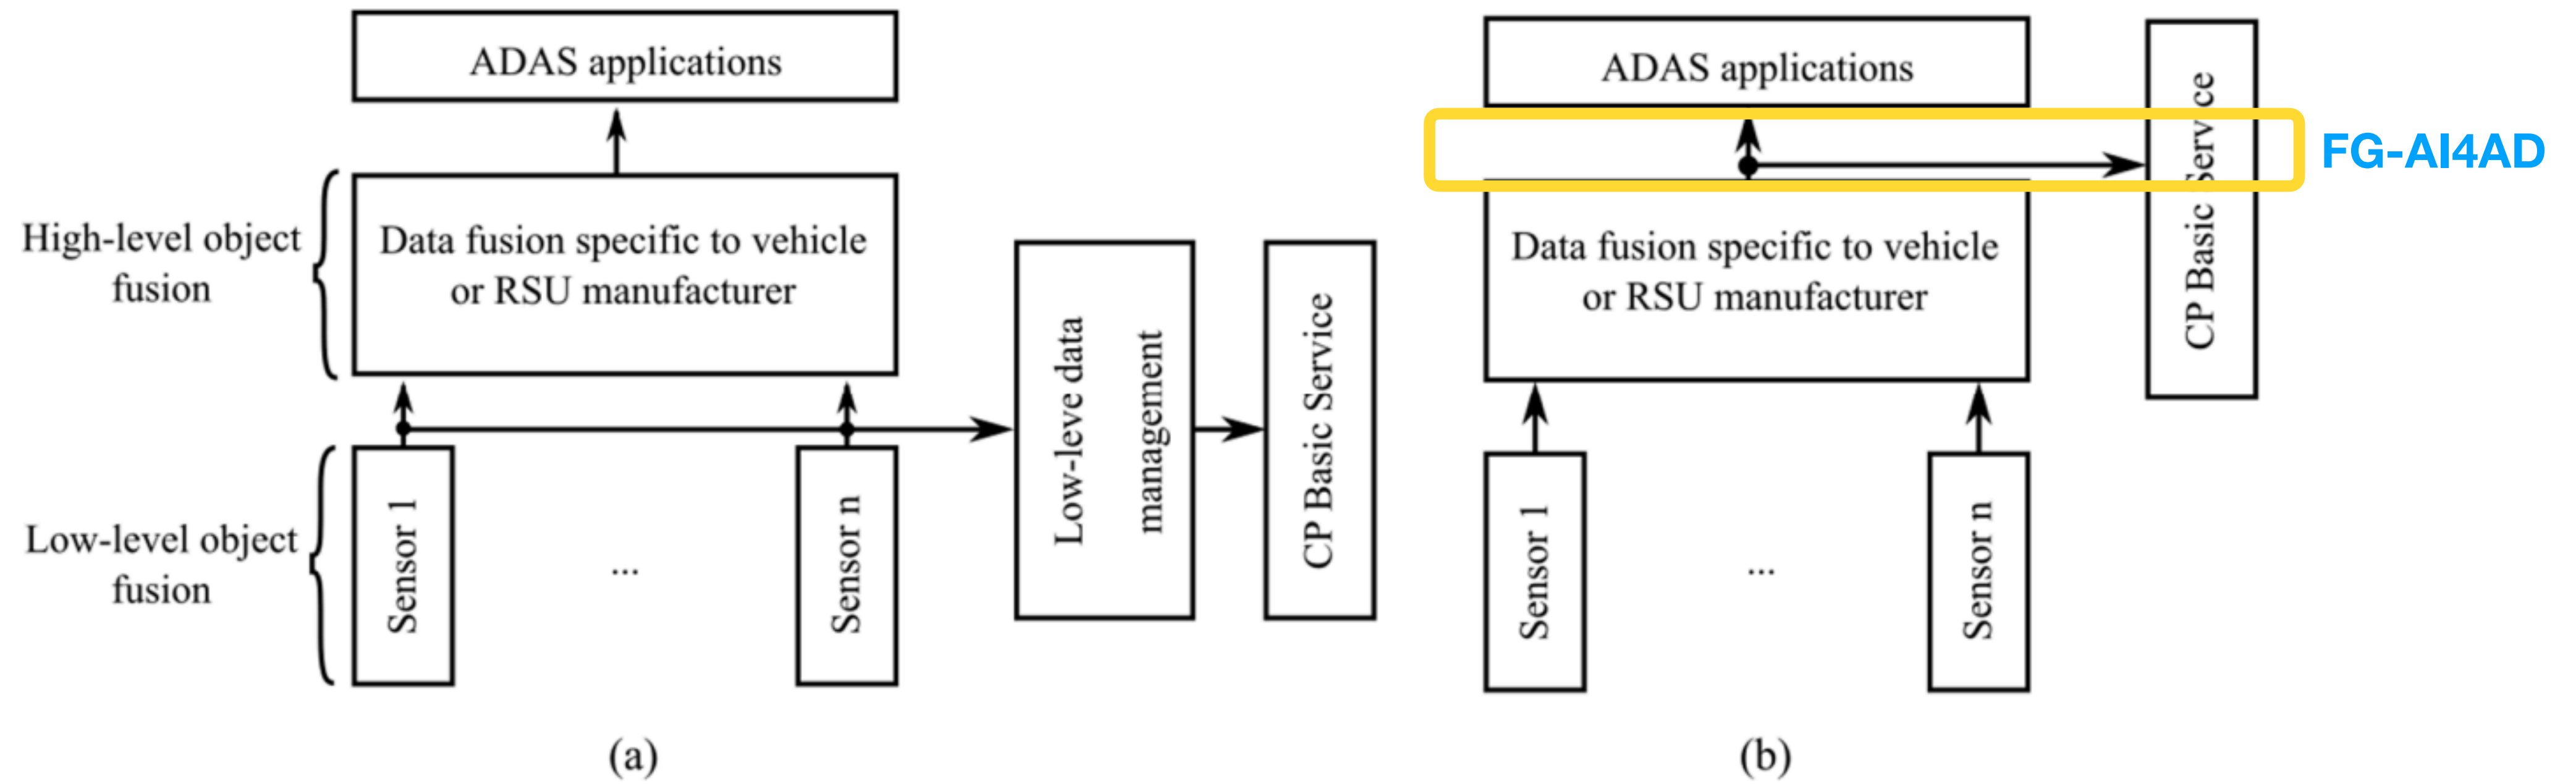 ADAS applications
High-level object
fusion
Data fusion specific to vehicle
or RSU manufacturer
Low-level object
fusion
Sensor 1
...
Sensor n
Low-leve data
management
CP Basic Service
(a)
ADAS applications
FG-AI4AD
Data fusion specific to vehicle
or RSU manufacturer
CP Basic Service
Sensor 1
...
Sensor n
(b)